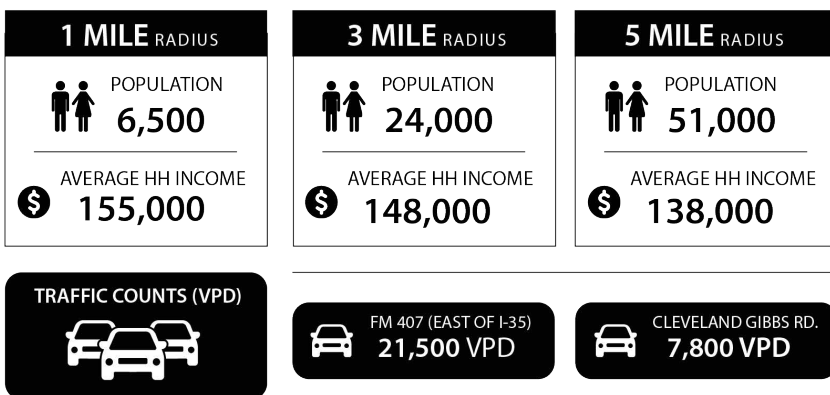 1 MILE RADIUS
POPULATION
6,500
AVERAGE HH INCOME
$
155,000
3 MILE RADIUS
POPULATION
24,000
AVERAGE HH INCOME
$
148,000
5 MILE RADIUS
POPULATION
51,000
AVERAGE HH INCOME
$
138,000
TRAFFIC COUNTS (VPD)
FM 407 (EAST OF I-35)
21,500 VPD
CLEVELAND GIBBS RD.
7,800 VPD